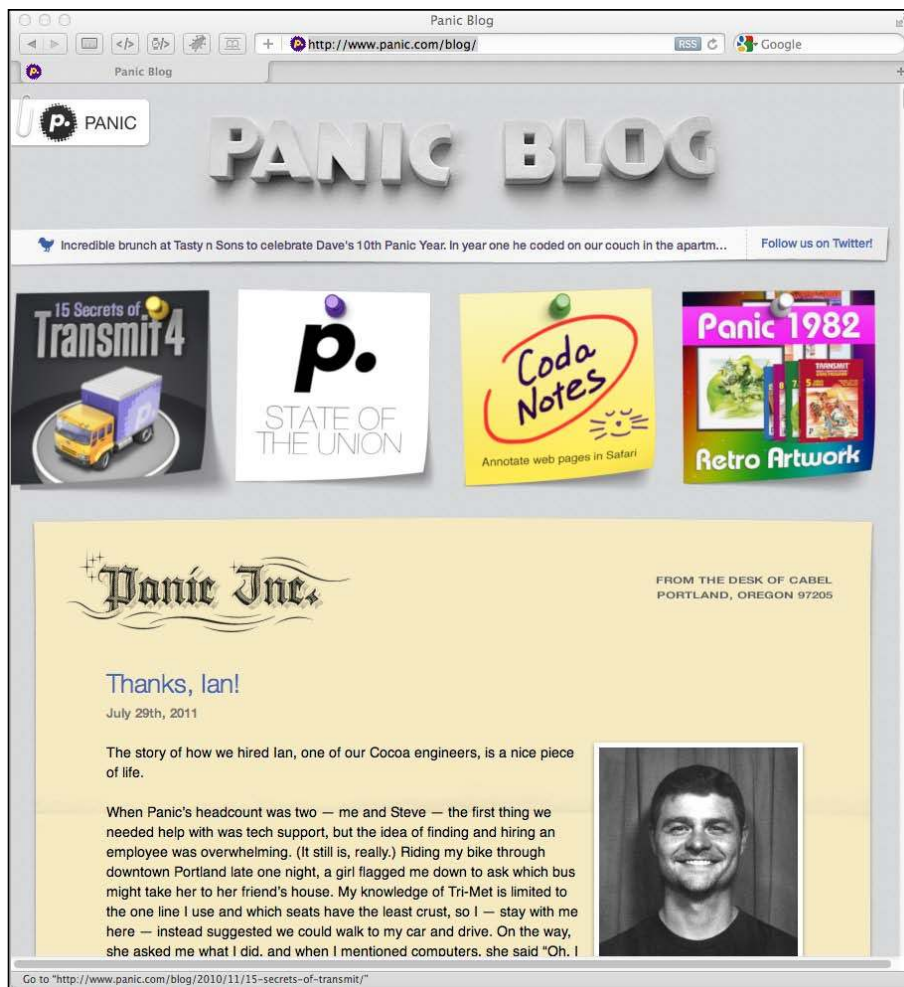 Panic Blog
</>
+
http://www.panic.com/blog/
RSS
Google
Panic Blog
p. PANIC
PANIC BLOG
Incredible brunch at Tasty n Sons to celebrate Dave's 10th Panic Year. In year one he coded on our couch in the apartm...
Follow us on Twitter!
15 Secrets of
Transmit 4
p.
STATE OF
THE UNION
Coda
Notes
Annotate web pages in Safari
Panic 1982
TRANSMIT
Retro Artwork
Panic Inc.
FROM THE DESK OF CABEL
PORTLAND, OREGON 97205
Thanks, Ian!
July 29th, 2011
The story of how we hired Ian, one of our Cocoa engineers, is a nice piece
of life.
When Panic's headcount was two — me and Steve — the first thing we
needed help with was tech support, but the idea of finding and hiring an
employee was overwhelming. (It still is, really.) Riding my bike through
downtown Portland late one night, a girl flagged me down to ask which bus
might take her to her friend's house. My knowledge of Tri-Met is limited to
the one line I use and which seats have the least crust, so I — stay with me
here — instead suggested we could walk to my car and drive. On the way,
she asked me what I did, and when I mentioned computers, she said "Oh, I
Go to "http://www.panic.com/blog/2010/11/15-secrets-of-transmit/"